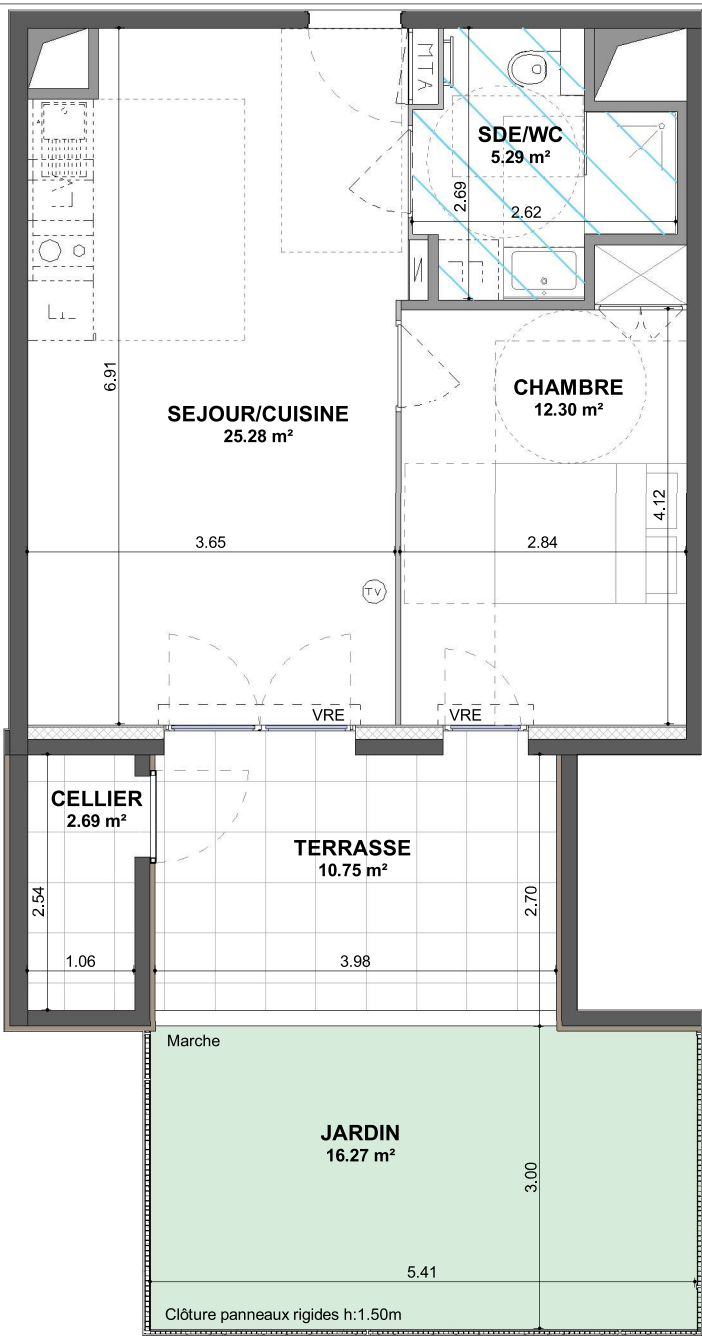 MTA
SDE/WC
5.29 m²
2.69
2.62
LV
N
F
6.91
SEJOUR/CUISINE
25.28 m²
CHAMBRE
12.30 m²
4.12
3.65
2.84
TV
VRE
VRE
CELLIER
2.69 m²
TERRASSE
10.75 m²
2.54
2.70
1.06
3.98
Marche
JARDIN
16.27 m²
3.00
5.41
Clôture panneaux rigides h:1.50m